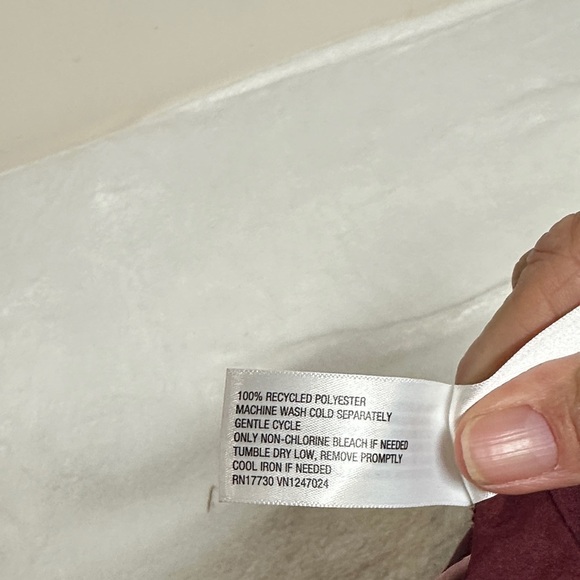 100% RECYCLED POLYESTER
MACHINE WASH COLD SEPARATELY
GENTLE CYCLE
ONLY NON-CHLORINE BLEACH IF NEEDED
TUMBLE DRY LOW, REMOVE PROMPTLY
COOL IRON IF NEEDED
RN17730 VN1247024